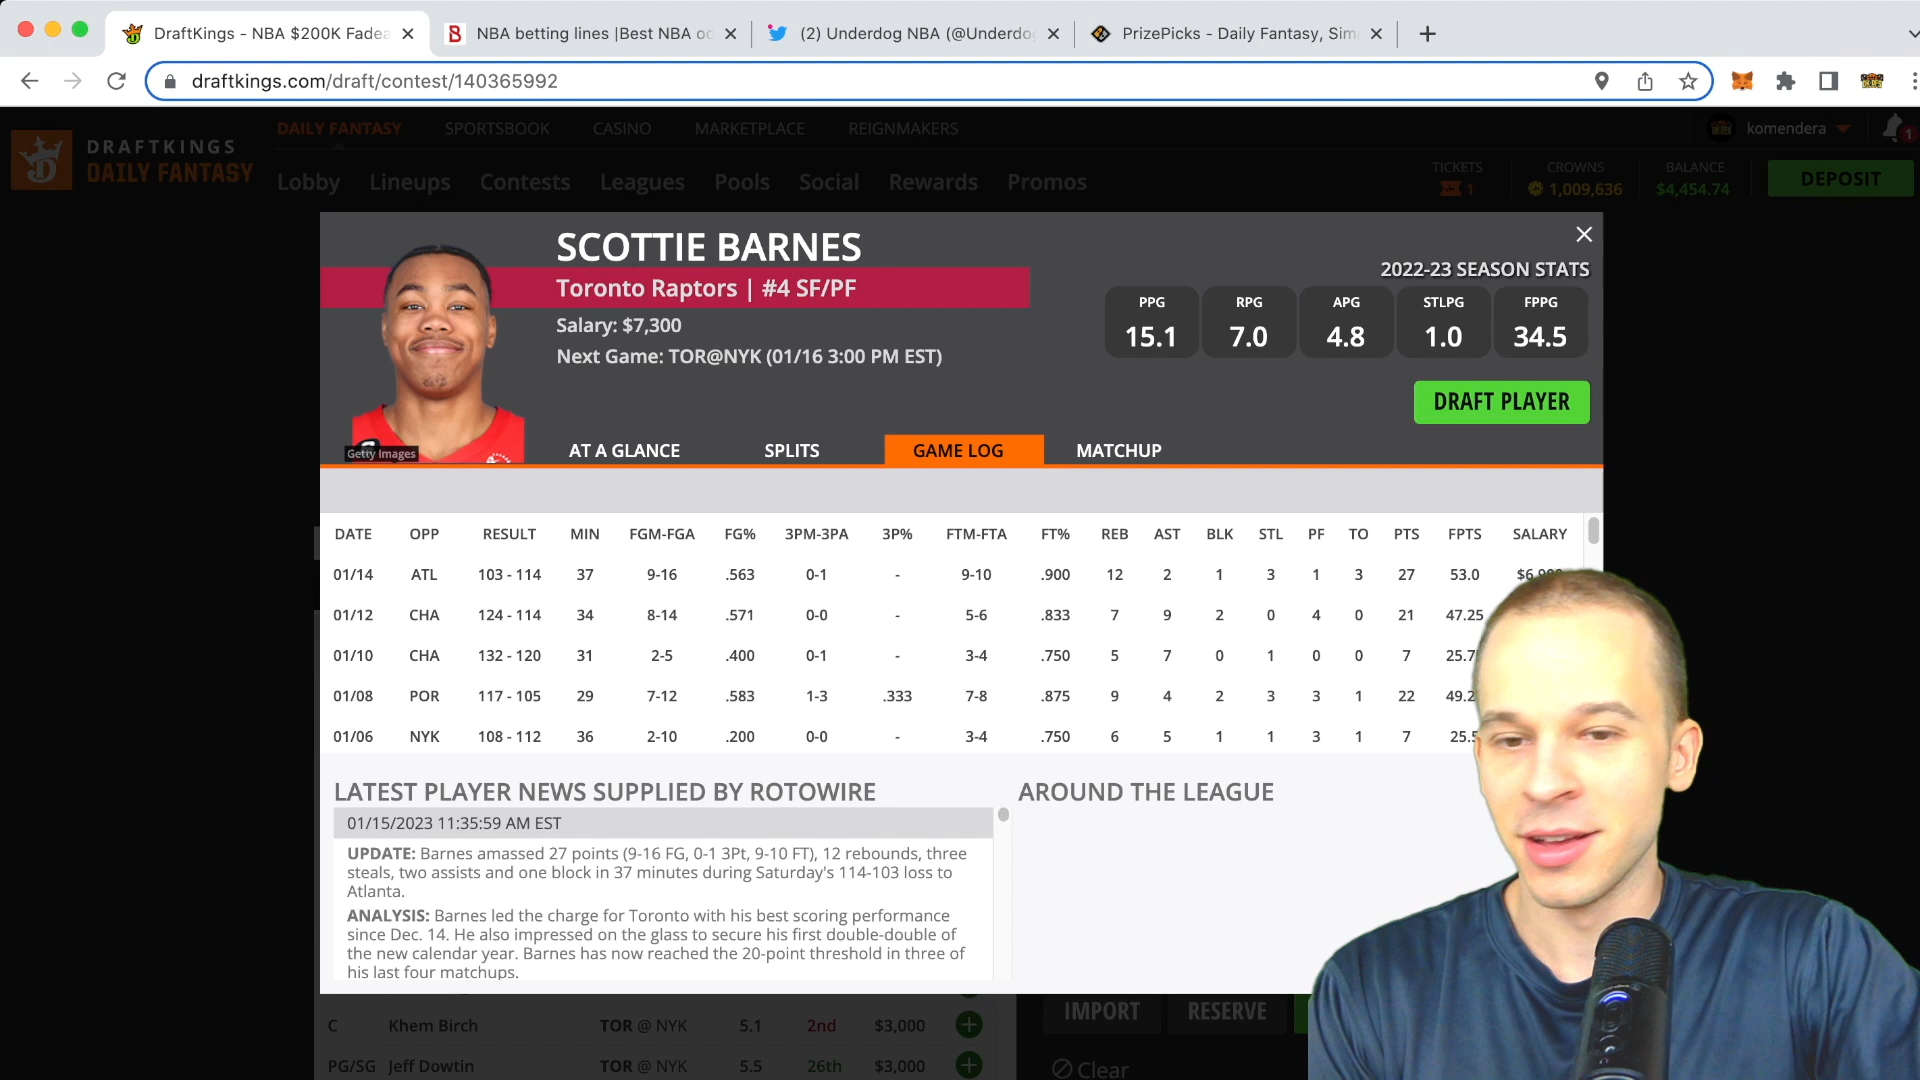 DraftKings - NBA $200K Fadea
NBA betting lines |Best NBA oc
(2) Underdog NBA (@Underdo
PrizePicks - Daily Fantasy, Sim
draftkings.com/draft/contest/140365992
DRAFTKINGS
DAILY FANTASY
DAILY FANTASY SPORTSBOOK CASINO MARKETPLACE REIGNMAKERS
komendera
1
Lobby Lineups Contests Leagues Pools Social Rewards Promos
TICKETS
1
CROWNS
1,009,636
BALANCE
$4,454.74
DEPOSIT
SCOTTIE BARNES
Toronto Raptors | #4 SF/PF
Salary: $7,300
Next Game: TOR@NYK (01/16 3:00 PM EST)
2022-23 SEASON STATS
PPG RPG APG STLPG FPPG
15.1 7.0 4.8 1.0 34.5
DRAFT PLAYER
Getty Images
AT A GLANCE SPLITS GAME LOG MATCHUP
DATE OPP RESULT MIN FGM-FGA FG% 3PM-3PA 3P% FTM-FTA FT% REB AST BLK STL PF TO PTS FPTS SALARY
01/14 ATL 103 - 114 37 9-16 .563 0-1 - 9-10 .900 12 2 1 3 1 3 27 53.0
01/12 CHA 124 - 114 34 8-14 .571 0-0 - 5-6 .833 7 9 2 0 4 0 21 47.25
01/10 CHA 132 - 120 31 2-5 .400 0-1 - 3-4 .750 5 7 0 1 0 0 7 25.7
01/08 POR 117 - 105 29 7-12 .583 1-3 .333 7-8 .875 9 4 2 3 3 1 22 49.2
01/06 NYK 108 - 112 36 2-10 .200 0-0 - 3-4 .750 6 5 1 1 3 1 7 25.5
LATEST PLAYER NEWS SUPPLIED BY ROTOWIRE
01/15/2023 11:35:59 AM EST
UPDATE: Barnes amassed 27 points (9-16 FG, 0-1 3Pt, 9-10 FT), 12 rebounds, three
steals, two assists and one block in 37 minutes during Saturday's 114-103 loss to
Atlanta.
ANALYSIS: Barnes led the charge for Toronto with his best scoring performance
since Dec. 14. He also impressed on the glass to secure his first double-double of
the new calendar year. Barnes has now reached the 20-point threshold in three of
his last four matchups.
AROUND THE LEAGUE
C Khem Birch TOR @ NYK 5.1 2nd $3,000
PG/SG Jeff Dowtin TOR @ NYK 5.5 26th $3,000
IMPORT RESERVE
Clear